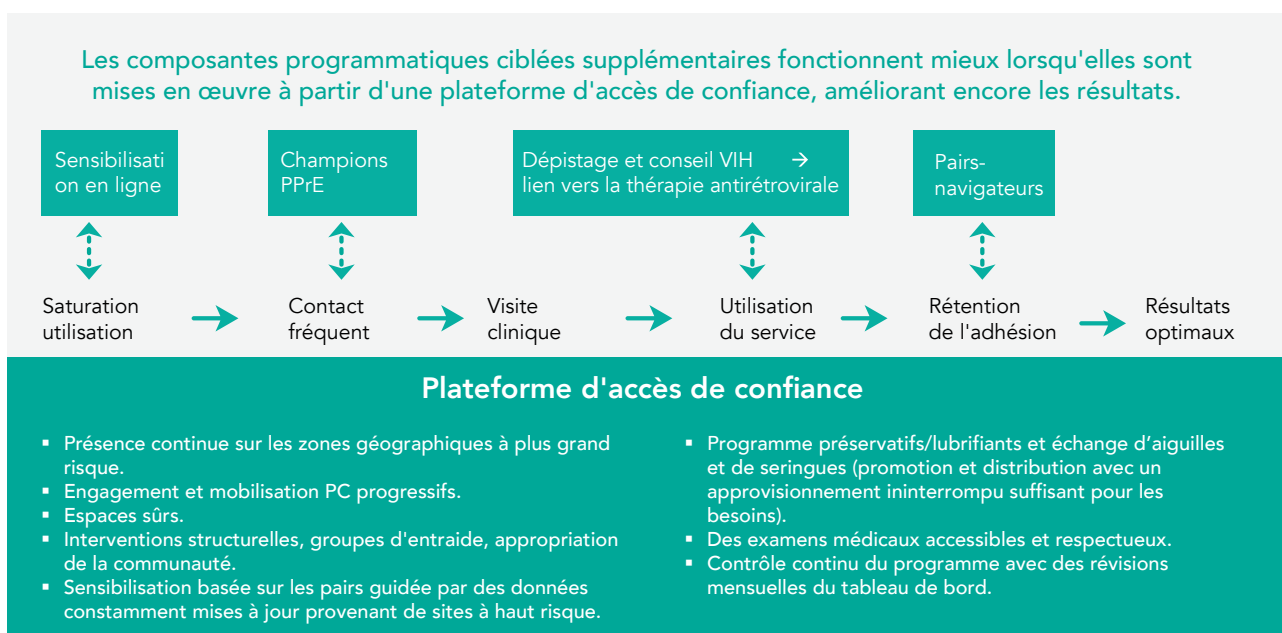 Les composantes programmatiques ciblées supplémentaires fonctionnent mieux lorsqu'elles sont
mises en œuvre à partir d'une plateforme d'accès de confiance, améliorant encore les résultats.
Sensibilisati
on en ligne
Champions
PPrE
Dépistage et conseil VIH →
lien vers la thérapie antirétrovirale
Pairs-
navigateurs
Saturation
utilisation
Contact
fréquent
Visite
clinique
Utilisation
du service
Rétention
de l'adhésion
Résultats
optimaux
Plateforme d'accès de confiance
▪ Présence continue sur les zones géographiques à plus grand
risque.
▪ Engagement et mobilisation PC progressifs.
▪ Espaces sûrs.
▪ Interventions structurelles, groupes d'entraide, appropriation
de la communauté.
▪ Sensibilisation basée sur les pairs guidée par des données
constamment mises à jour provenant de sites à haut risque.
▪ Programme préservatifs/lubrifiants et échange d’aiguilles
et de seringues (promotion et distribution avec un
approvisionnement ininterrompu suffisant pour les
besoins).
▪ Des examens médicaux accessibles et respectueux.
▪ Contrôle continu du programme avec des révisions
mensuelles du tableau de bord.